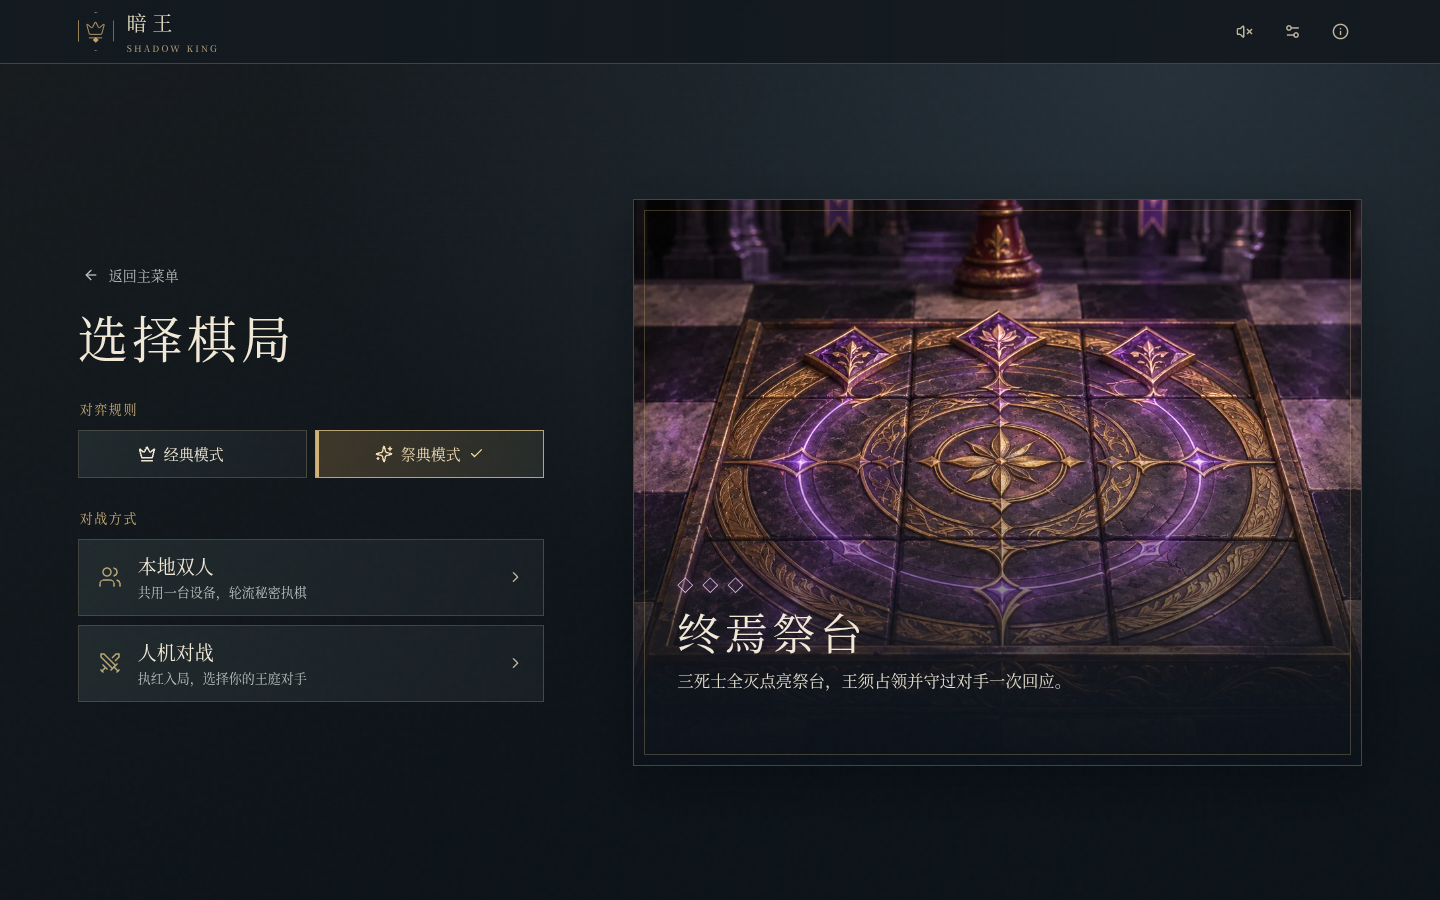 暗王
SHADOW KING
返回主菜单
选择棋局
对弈规则
经典模式
祭典模式
对战方式
本地双人
共用一台设备，轮流秘密执棋
人机对战
执红入局，选择你的王庭对手
终焉祭台
三死士全灭点亮祭台，王须占领并守过对手一次回应。